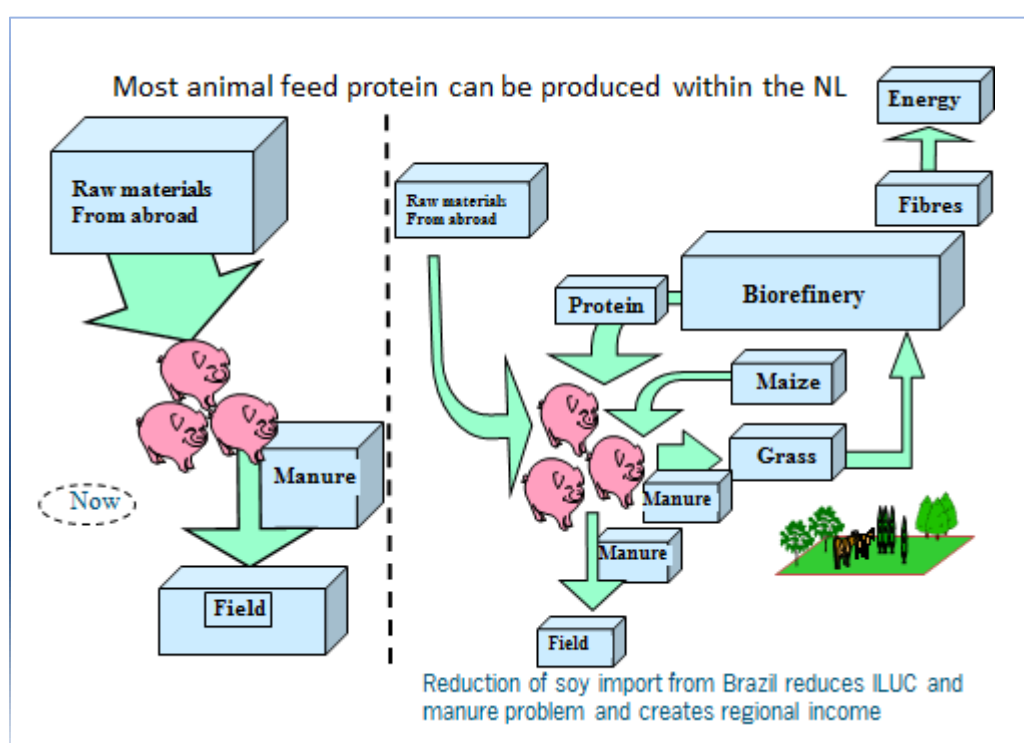 Most animal feed protein can be produced within the NL
Raw materials
From abroad
Manure
Now
Field
Raw materials
From abroad
Energy
Fibres
Biorefinery
Protein
Maize
Grass
Manure
Manure
Field
Reduction of soy import from Brazil reduces ILUC and
manure problem and creates regional income